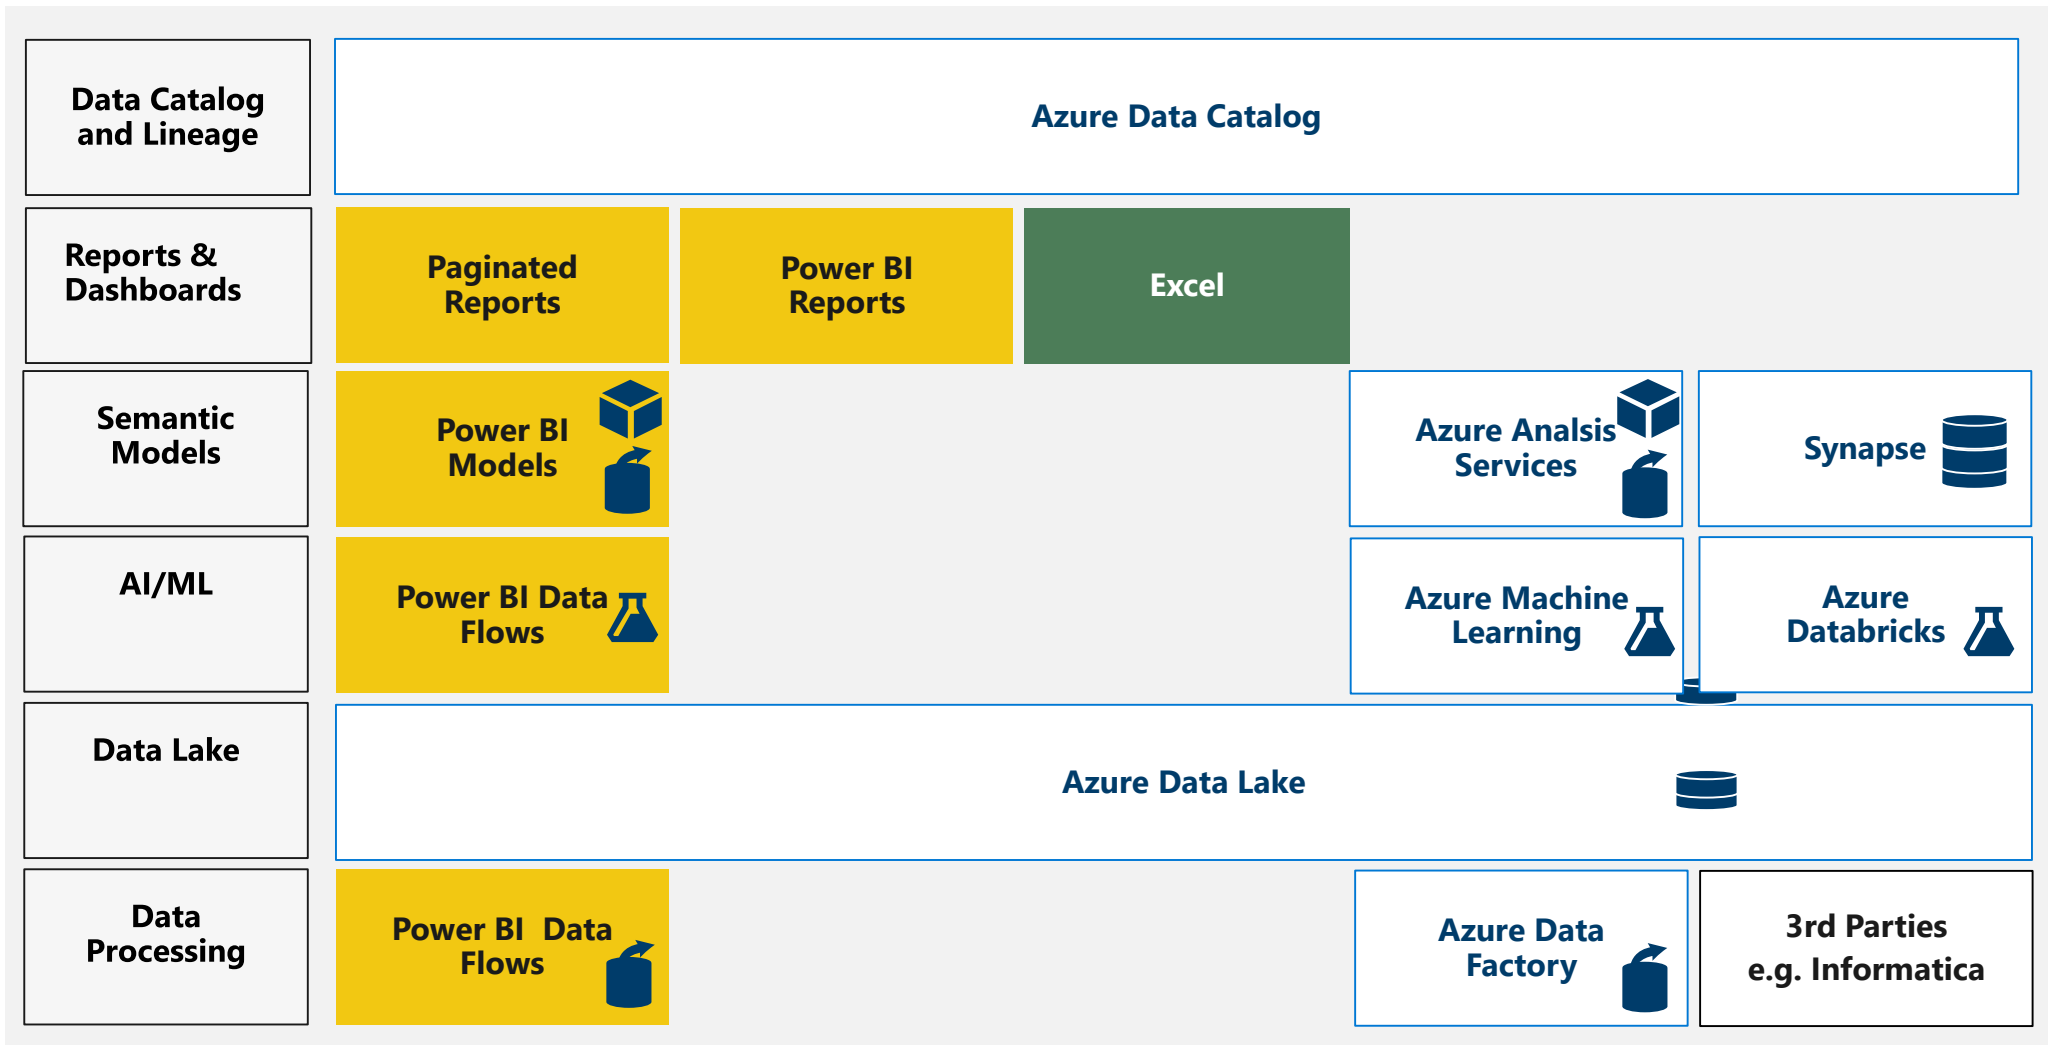 Data Catalog
and Lineage
Azure Data Catalog
Reports &
Dashboards
Paginated
Reports
Power BI
Reports
Excel
Semantic
Models
Power BI
Models
Azure Analsis
Services
Synapse
AI/ML
Power BI Data
Flows
Azure Machine
Learning
Azure
Databricks
Data Lake
Azure Data Lake
Data
Processing
Power BI  Data
Flows
Azure Data
Factory
3rd Parties
e.g. Informatica